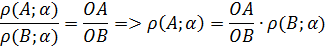 ρ(A;α)/ρ(B;α) = OA/OB => ρ(A;α) = OA/OB · ρ(B;α)